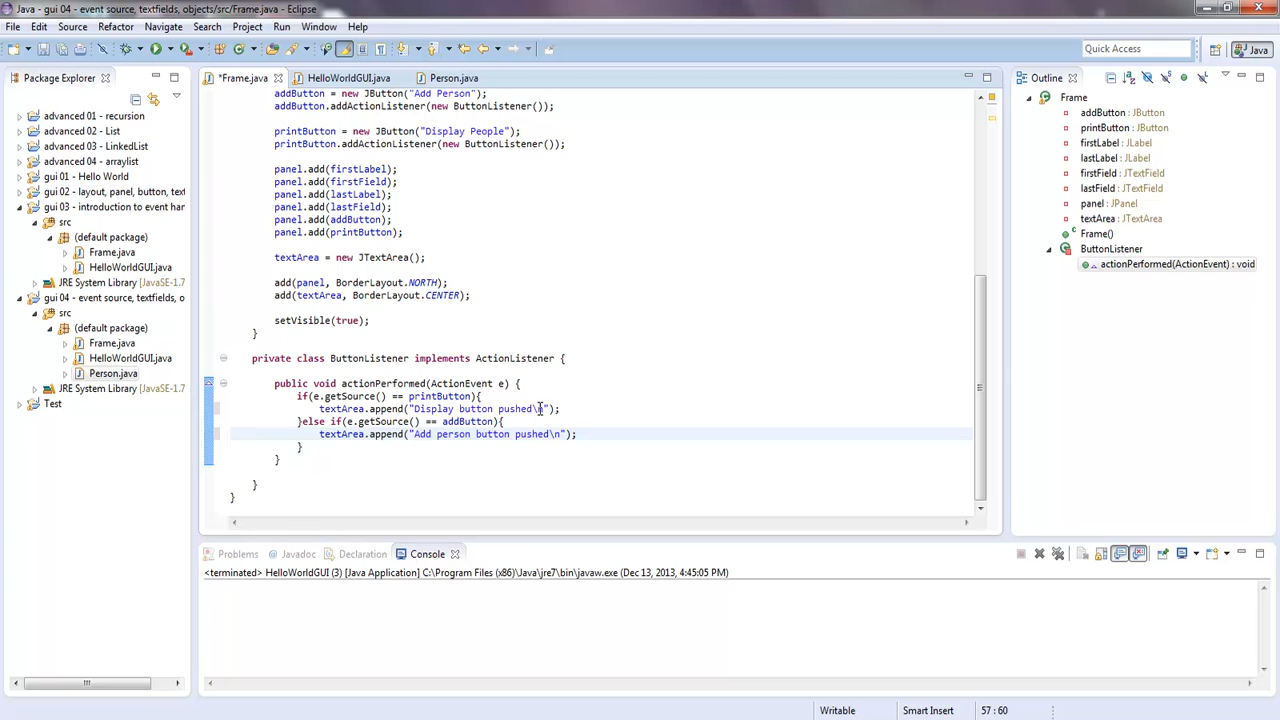 Java - gui 04 - event source, textfields, objects/src/Frame.java - Eclipse
File Edit Source Refactor Navigate Search Project Run Window Help
Quick Access
Java
Package Explorer
advanced 01 - recursion
advanced 02 - List
advanced 03 - LinkedList
advanced 04 - arraylist
gui 01 - Hello World
gui 02 - layout, panel, button, text
gui 03 - introduction to event han
src
(default package)
Frame.java
HelloWorldGUI.java
JRE System Library [JavaSE-1.7
gui 04 - event source, textfields, o
src
(default package)
Frame.java
HelloWorldGUI.java
Person.java
JRE System Library [JavaSE-1.7
Test
*Frame.java HelloWorldGUI.java Person.java
addButton = new JButton("Add Person");
addButton.addActionListener(new ButtonListener());
printButton = new JButton("Display People");
printButton.addActionListener(new ButtonListener());
panel.add(firstLabel);
panel.add(firstField);
panel.add(lastLabel);
panel.add(lastField);
panel.add(addButton);
panel.add(printButton);
textArea = new JTextArea();
add(panel, BorderLayout.NORTH);
add(textArea, BorderLayout.CENTER);
setVisible(true);
}
private class ButtonListener implements ActionListener {
public void actionPerformed(ActionEvent e) {
if(e.getSource() == printButton){
textArea.append("Display button pushed\n");
}else if(e.getSource() == addButton){
textArea.append("Add person button pushed\n");
}
}
}
}
Outline
Frame
addButton : JButton
printButton : JButton
firstLabel : JLabel
lastLabel : JLabel
firstField : JTextField
lastField : JTextField
panel : JPanel
textArea : JTextArea
Frame()
ButtonListener
actionPerformed(ActionEvent) : void
Problems Javadoc Declaration Console
<terminated> HelloWorldGUI (3) [Java Application] C:\Program Files (x86)\Java\jre7\bin\javaw.exe (Dec 13, 2013, 4:45:05 PM)
Writable Smart Insert 57 : 60